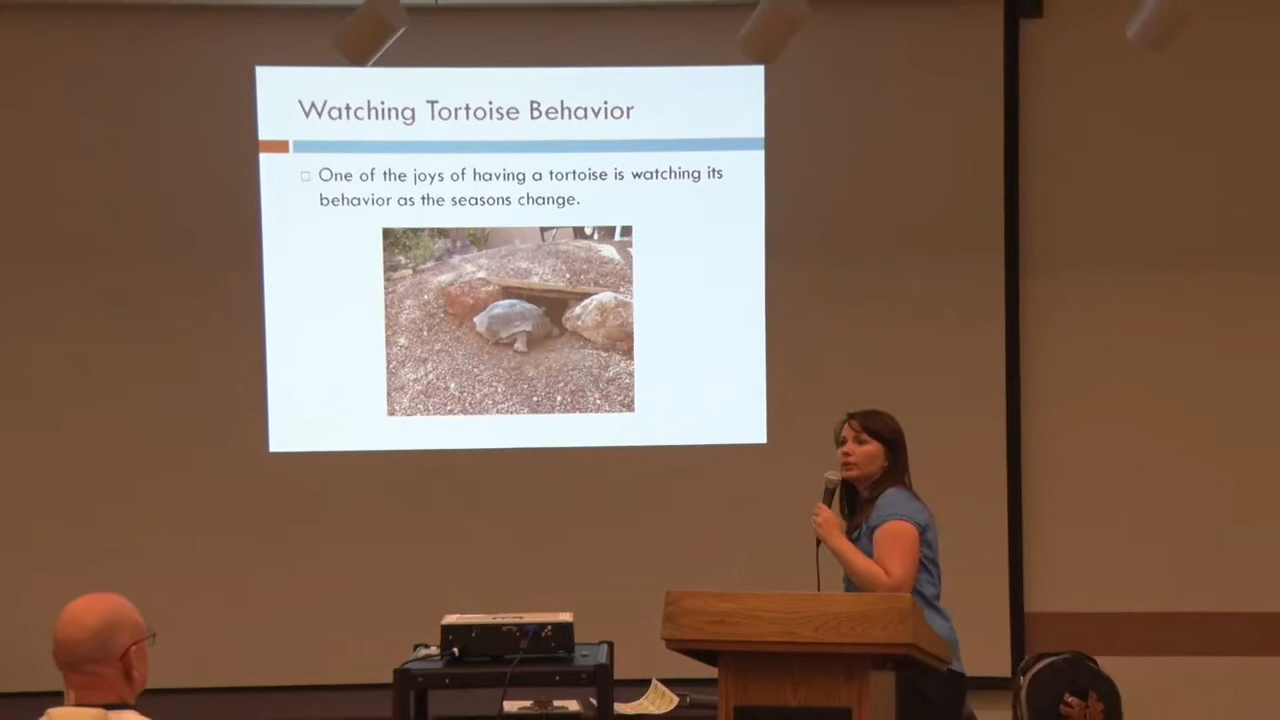 Watching Tortoise Behavior
One of the joys of having a tortoise is watching its
behavior as the seasons change.